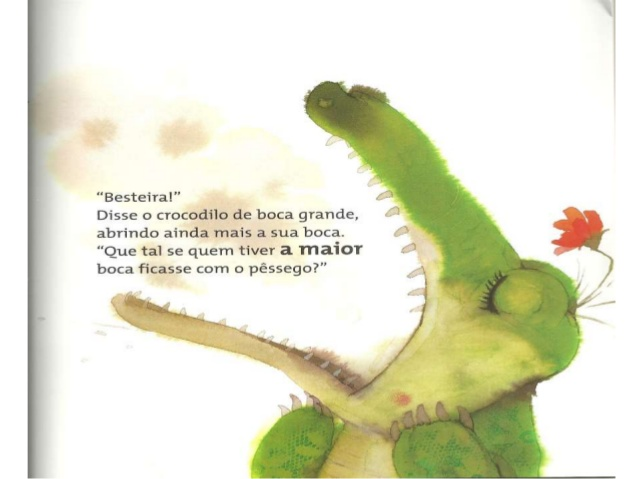 “Besteira!”
Disse o crocodilo de boca grande,
abrindo ainda mais a sua boca.
“Que tal se quem tiver a maior
boca ficasse com o pêssego?”